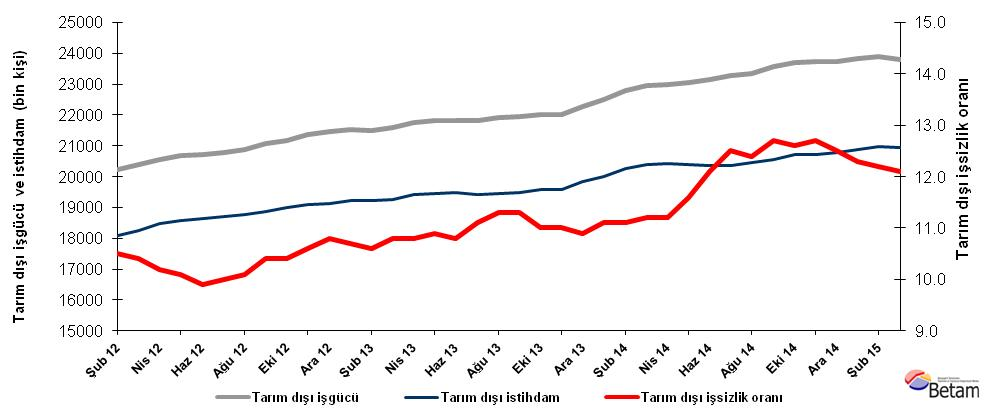 25000
24000
23000
22000
21000
20000
19000
18000
17000
16000
15000
Tarım dışı işgücü ve istihdam (bin kişi)
15.0
14.0
13.0
12.0
11.0
10.0
9.0
Tarım dışı işsizlik oranı
Şub 12
Nis 12
Haz 12
Ağu 12
Eki 12
Ara 12
Şub 13
Nis 13
Haz 13
Ağu 13
Eki 13
Ara 13
Şub 14
Nis 14
Haz 14
Ağu 14
Eki 14
Ara 14
Şub 15
Tarım dışı işgücü
Tarım dışı istihdam
Tarım dışı işsizlik oranı
Betam